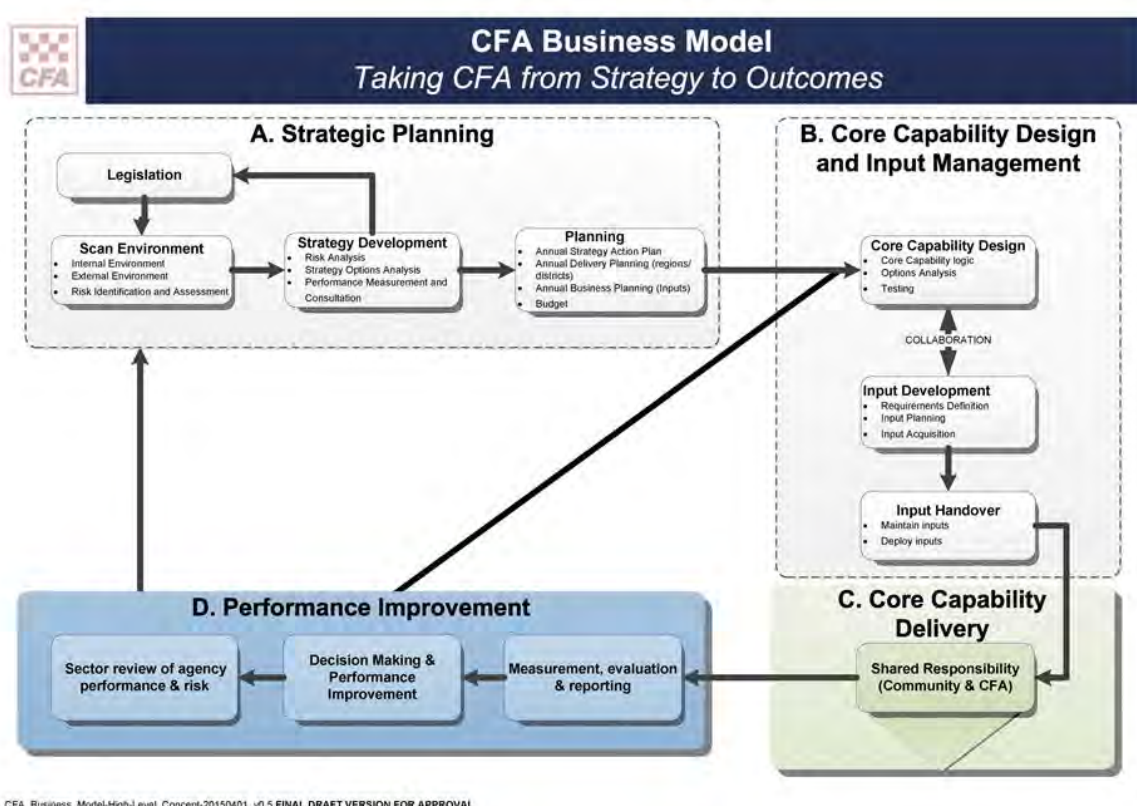 CFA
CFA Business Model
Taking CFA from Strategy to Outcomes
A. Strategic Planning
Legislation
Scan Environment
• Internal Environment
• External Environment
• Risk Identification and Assessment
Strategy Development
• Risk Analysis
• Strategy Options Analysis
• Performance Measurement and
Consultation
Planning
• Annual Strategy Action Plan
• Annual Delivery Planning (regions/
districts)
• Annual Business Planning (Inputs)
• Budget
B. Core Capability Design
and Input Management
Core Capability Design
• Core Capability logic
• Options Analysis
• Testing
COLLABORATION
Input Development
• Requirements Definition
• Input Planning
• Input Acquisition
Input Handover
• Maintain inputs
• Deploy inputs
C. Core Capability
Delivery
Shared Responsibility
(Community & CFA)
D. Performance Improvement
Measurement, evaluation
& reporting
Decision Making &
Performance
Improvement
Sector review of agency
performance & risk
CFA_Business_Model-High-Level_Concept-20150401_v0.5 FINAL DRAFT VERSION FOR APPROVAL